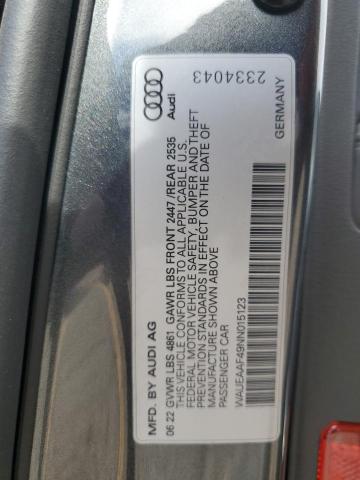 Audi
2334043
MFD. BY AUDI AG
06 22 GVWR LBS 4861 GAWR LBS FRONT 2447/REAR 2535
THIS VEHICLE CONFORMS TO ALL APPLICABLE U.S.
FEDERAL MOTOR VEHICLE SAFETY, BUMPER AND THEFT
PREVENTION STANDARDS IN EFFECT ON THE DATE OF
MANUFACTURE SHOWN ABOVE
PASSENGER CAR
WAUEAAF49NN015123
GERMANY